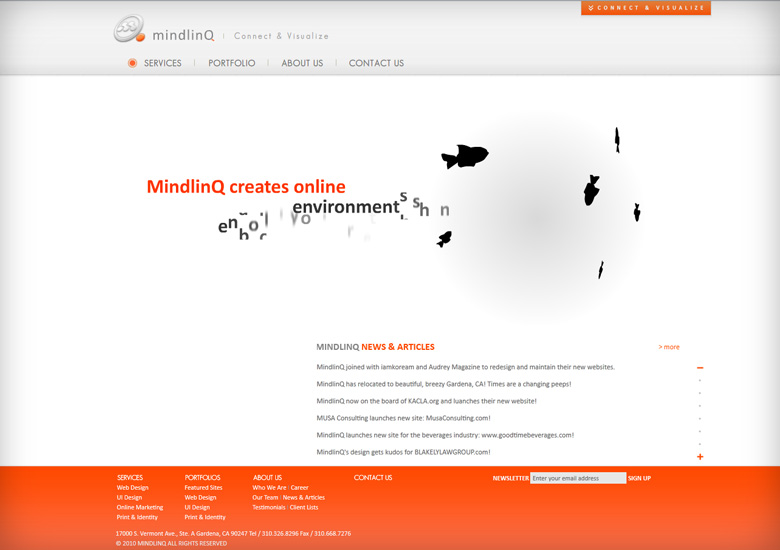 CONNECT & VISUALIZE
mindlinQ | Connect & Visualize
SERVICES | PORTFOLIO | ABOUT US | CONTACT US
MindlinQ creates online
environment
MINDLINQ NEWS & ARTICLES > more
MindlinQ joined with iamkoream and Audrey Magazine to redesign and maintain their new websites.
MindlinQ has relocated to beautiful, breezy Gardena, CA! Times are a changing peeps!
MindlinQ now on the board of KACLA.org and luanches their new website!
MUSA Consulting launches new site: MusaConsulting.com!
MindlinQ launches new site for the beverages industry: www.goodtimebeverages.com!
MindlinQ's design gets kudos for BLAKELYLAWGROUP.com!
SERVICES PORTFOLIOS ABOUT US CONTACT US NEWSLETTER Enter your email address SIGN UP
Web Design Featured Sites Who We Are | Career
UI Design Web Design Our Team | News & Articles
Online Marketing UI Design Testimonials | Client Lists
Print & Identity Print & Identity
17000 S. Vermont Ave., Ste. A Gardena, CA 90247 Tel / 310.526.8296 Fax / 310.668.7276
© 2010 MINDLINQ ALL RIGHTS RESERVED